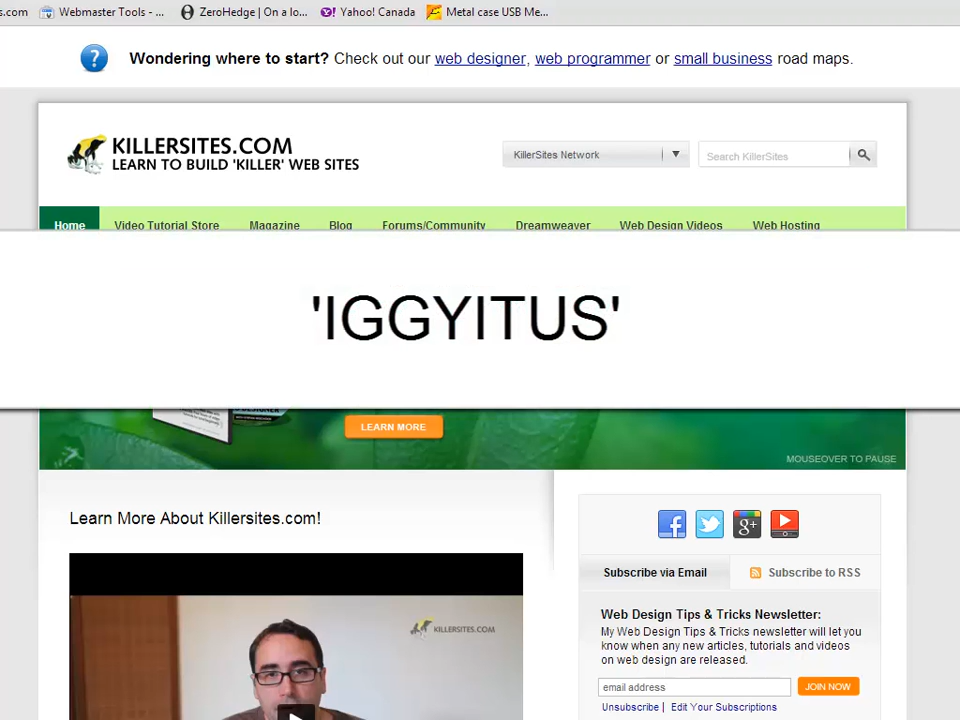 s.com Webmaster Tools - ... ZeroHedge | On a lo... Yahoo! Canada Metal case USB Me...
Wondering where to start? Check out our web designer, web programmer or small business road maps.
KILLERSITES.COM
LEARN TO BUILD 'KILLER' WEB SITES
KillerSites Network
Search KillerSites
Home Video Tutorial Store Magazine Blog Forums/Community Dreamweaver Web Design Videos Web Hosting
'IGGYITUS'
LEARN MORE
MOUSEOVER TO PAUSE
Learn More About Killersites.com!
KILLERSITES.COM
Subscribe via Email Subscribe to RSS
Web Design Tips & Tricks Newsletter:
My Web Design Tips & Tricks newsletter will let you
know when any new articles, tutorials and videos
on web design are released.
email address JOIN NOW
Unsubscribe | Edit Your Subscriptions